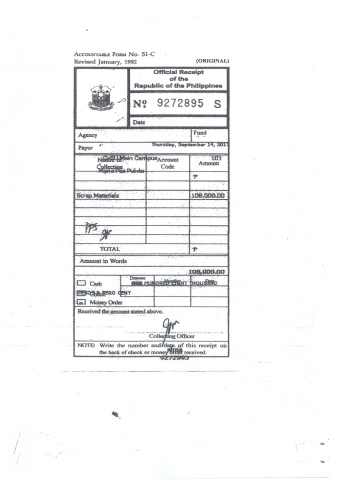 ACCOUNTABLE FORM No. 51-C
Revised January, 1992 (ORIGINAL)
Official Receipt
of the
Republic of the Philippines
Nº 9272895 S
Date
Agency Fund
Payor Thursday, September 14, 201
Nature of Collection Main Campus Account Code 101 Amount
Maria Paz Pulido
₱
Scrap Materials 108,000.00
TOTAL ₱
Amount in Words
108,000.00
Cash Drawee ONE HUNDRED EIGHT THOUSAND
PESOS & ZERO CENT
Money Order
Received the amount stated above.
Collecting Officer
NOTE: Write the number and date of this receipt on
the back of check or money order received.
9272895